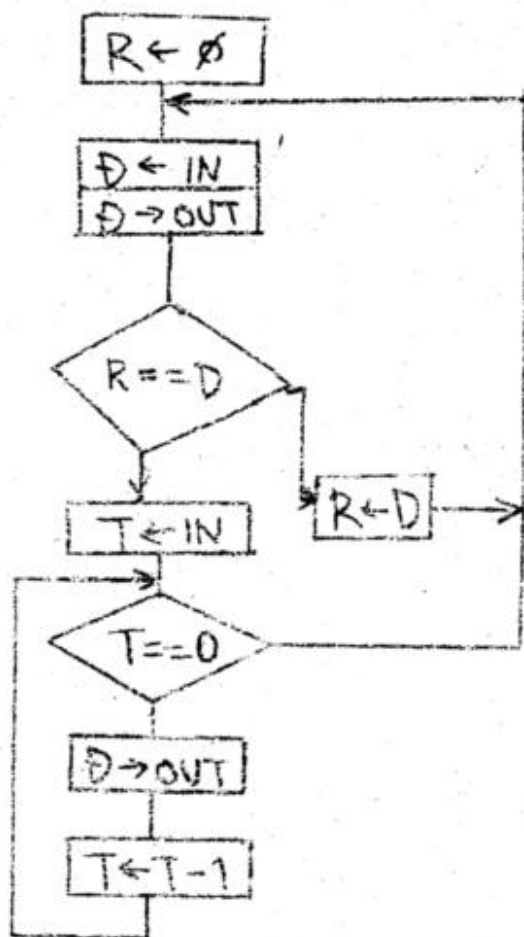 R ← ∅
D ← IN
D → OUT
R == D
T ← IN
R ← D
T == 0
D → OUT
T ← T - 1